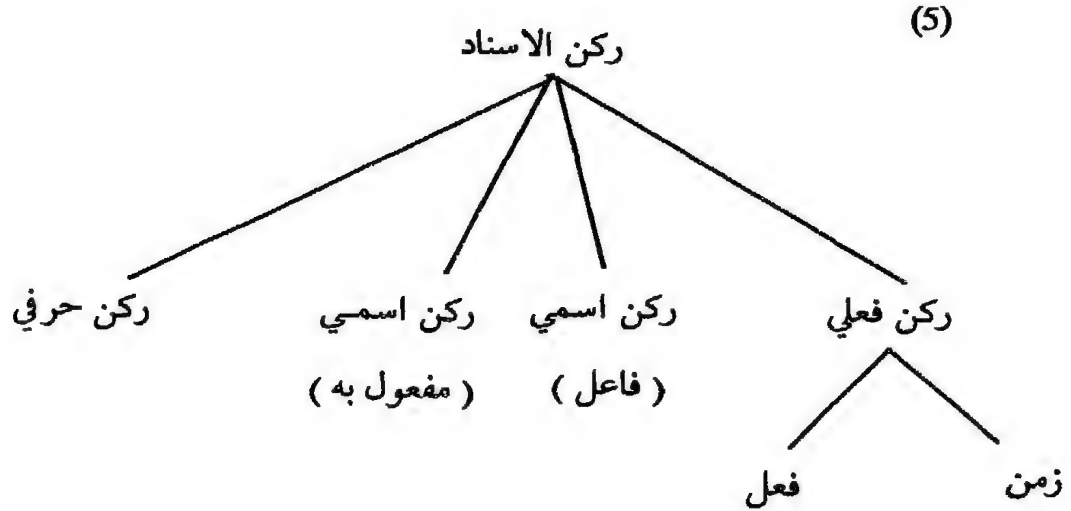 (5)
ركن الاسناد
ركن فعلي ركن اسمي ركن اسمي ركن حرفي
( فاعل ) ( مفعول به )
زمن فعل